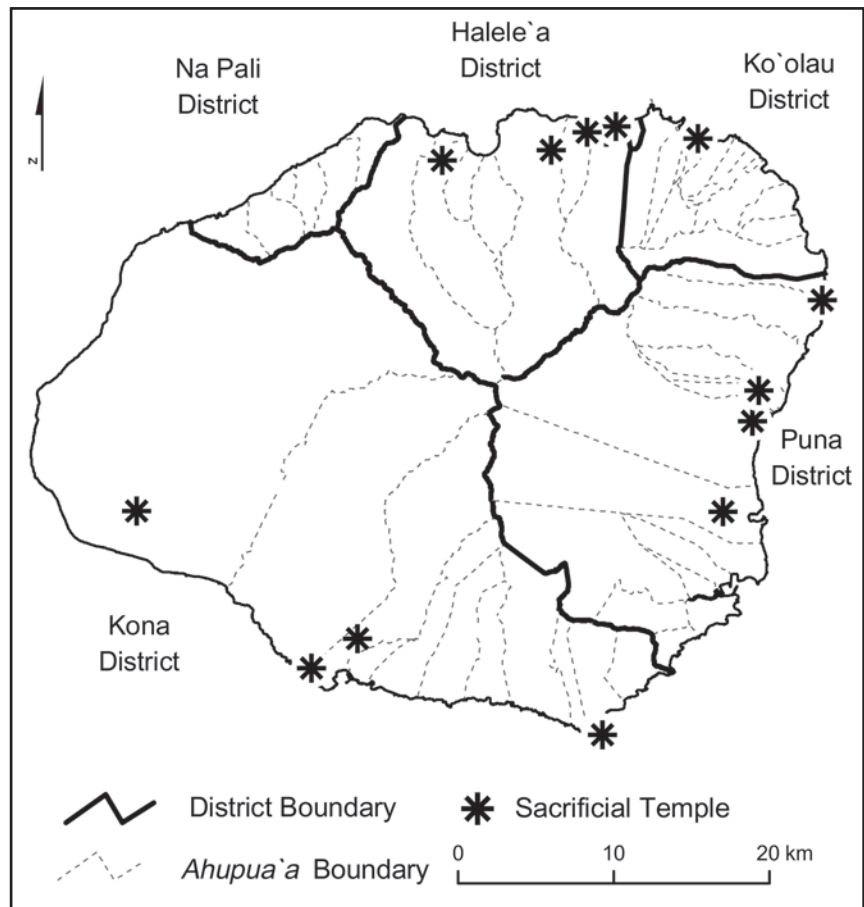 Halele`a
District
Na Pali
District
Ko`olau
District
z
Puna
District
Kona
District
District Boundary
Sacrificial Temple
Ahupua`a Boundary
0 10 20 km